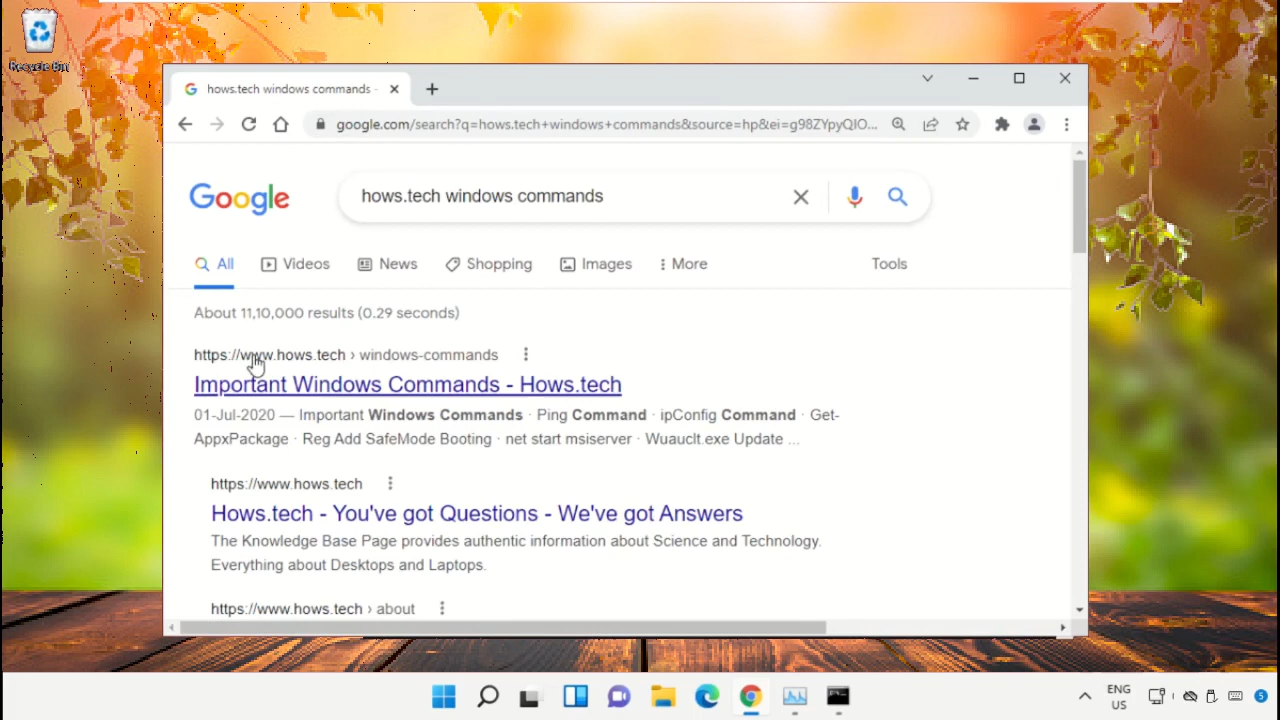 Recycle Bin
hows.tech windows commands -
google.com/search?q=hows.tech+windows+commands&source=hp&ei=g98ZYpyQIO...
Google
hows.tech windows commands
All Videos News Shopping Images More Tools
About 11,10,000 results (0.29 seconds)
https://www.hows.tech › windows-commands
Important Windows Commands - Hows.tech
01-Jul-2020 — Important Windows Commands · Ping Command · ipConfig Command · Get-
AppxPackage · Reg Add SafeMode Booting · net start msiserver · Wuauclt.exe Update ...
https://www.hows.tech
Hows.tech - You've got Questions - We've got Answers
The Knowledge Base Page provides authentic information about Science and Technology.
Everything about Desktops and Laptops.
https://www.hows.tech › about
ENG
US
5